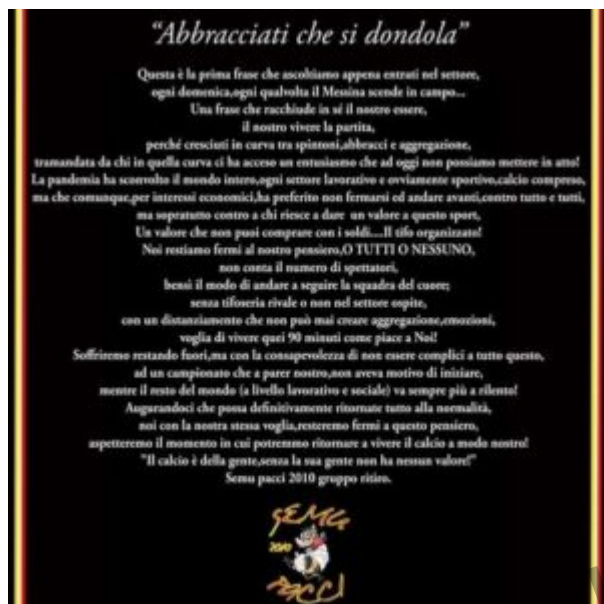 “Abbracciati che si dondola”
Questa è la prima frase che ascoltiamo appena entrati nel settore,
ogni domenica,ogni qualvolta il Messina scende in campo...
Una frase che racchiude in sé il nostro essere,
il nostro vivere la partita,
perché cresciuti in curva tra spintoni,abbracci e aggregazione,
tramandata da chi in quella curva ci ha acceso un entusiasmo che ad oggi non possiamo mettere in atto!
La pandemia ha sconvolto il mondo intero,ogni settore lavorativo e ovviamente sportivo,calcio compreso,
ma che comunque,per interessi economici,ha preferito non fermarsi ed andare avanti,contro tutto e tutti,
ma sopratutto contro a chi riesce a dare un valore a questo sport,
Un valore che non puoi comprare con i soldi....Il tifo organizzato!
Noi restiamo fermi al nostro pensiero,O TUTTI O NESSUNO,
non conta il numero di spettatori,
bensì il modo di andare a seguire la squadra del cuore;
senza tifoseria rivale o non nel settore ospite,
con un distanziamento che non può mai creare aggregazione,emozioni,
voglia di vivere quei 90 minuti come piace a Noi!
Soffriremo restando fuori,ma con la consapevolezza di non essere complici a tutto questo,
ad un campionato che a parer nostro,non aveva motivo di iniziare,
mentre il resto del mondo (a livello lavorativo e sociale) va sempre più a rilento!
Augurandoci che possa definitivamente ritornate tutto alla normalità,
noi con la nostra stessa voglia,resteremo fermi a questo pensiero,
aspetteremo il momento in cui potremmo ritornare a vivere il calcio a modo nostro!
"Il calcio è della gente,senza la sua gente non ha nessun valore!"
Semu pacci 2010 gruppo ritiro.
SEMU
2010
PACCI